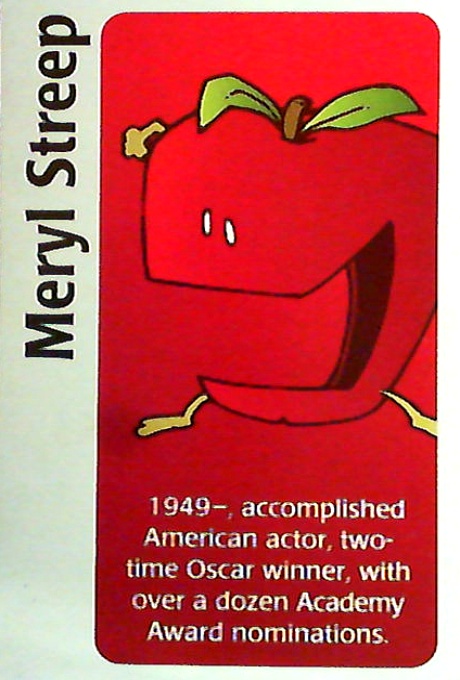 Meryl Streep
1949–, accomplished
American actor, two-
time Oscar winner, with
over a dozen Academy
Award nominations.